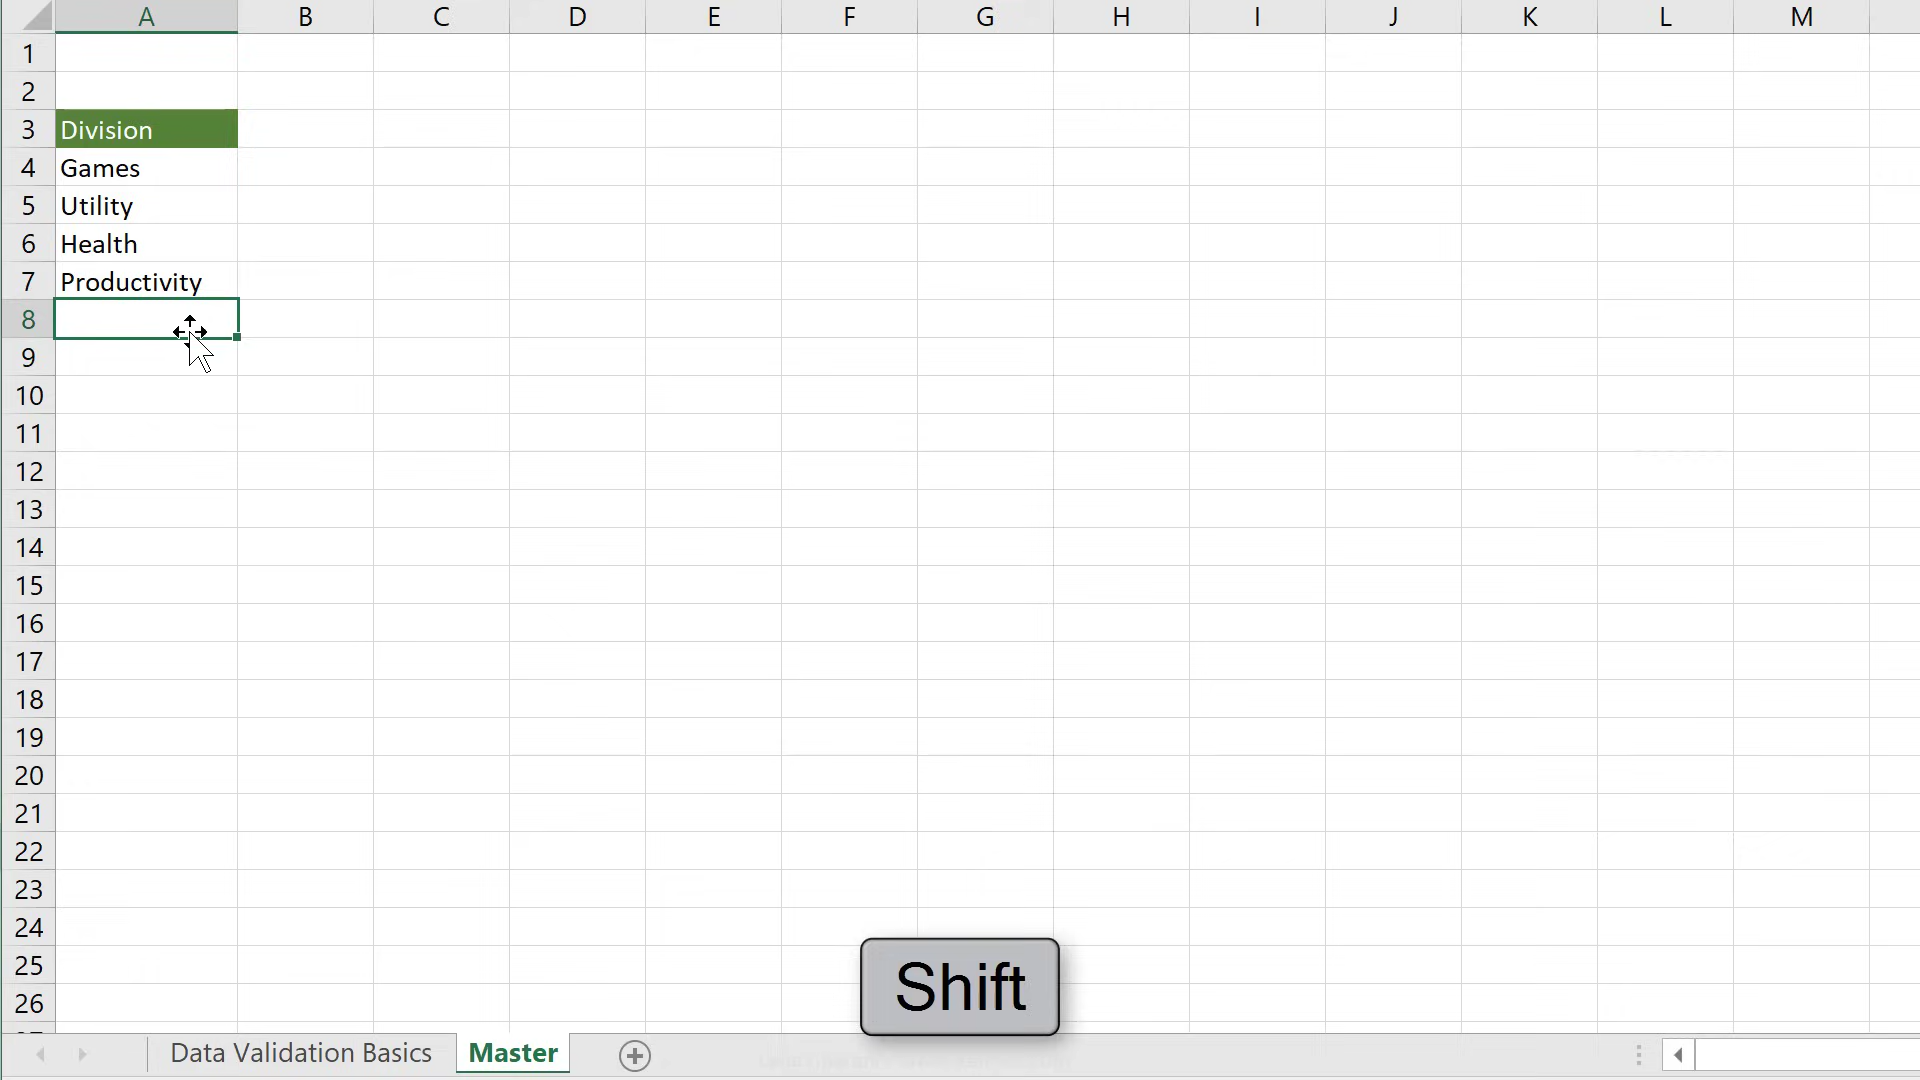 A B C D E F G H I J K L M
1
2
3 Division
4 Games
5 Utility
6 Health
7 Productivity
8
9
10
11
12
13
14
15
16
17
18
19
20
21
22
23
24
25
26
Shift
Data Validation Basics Master